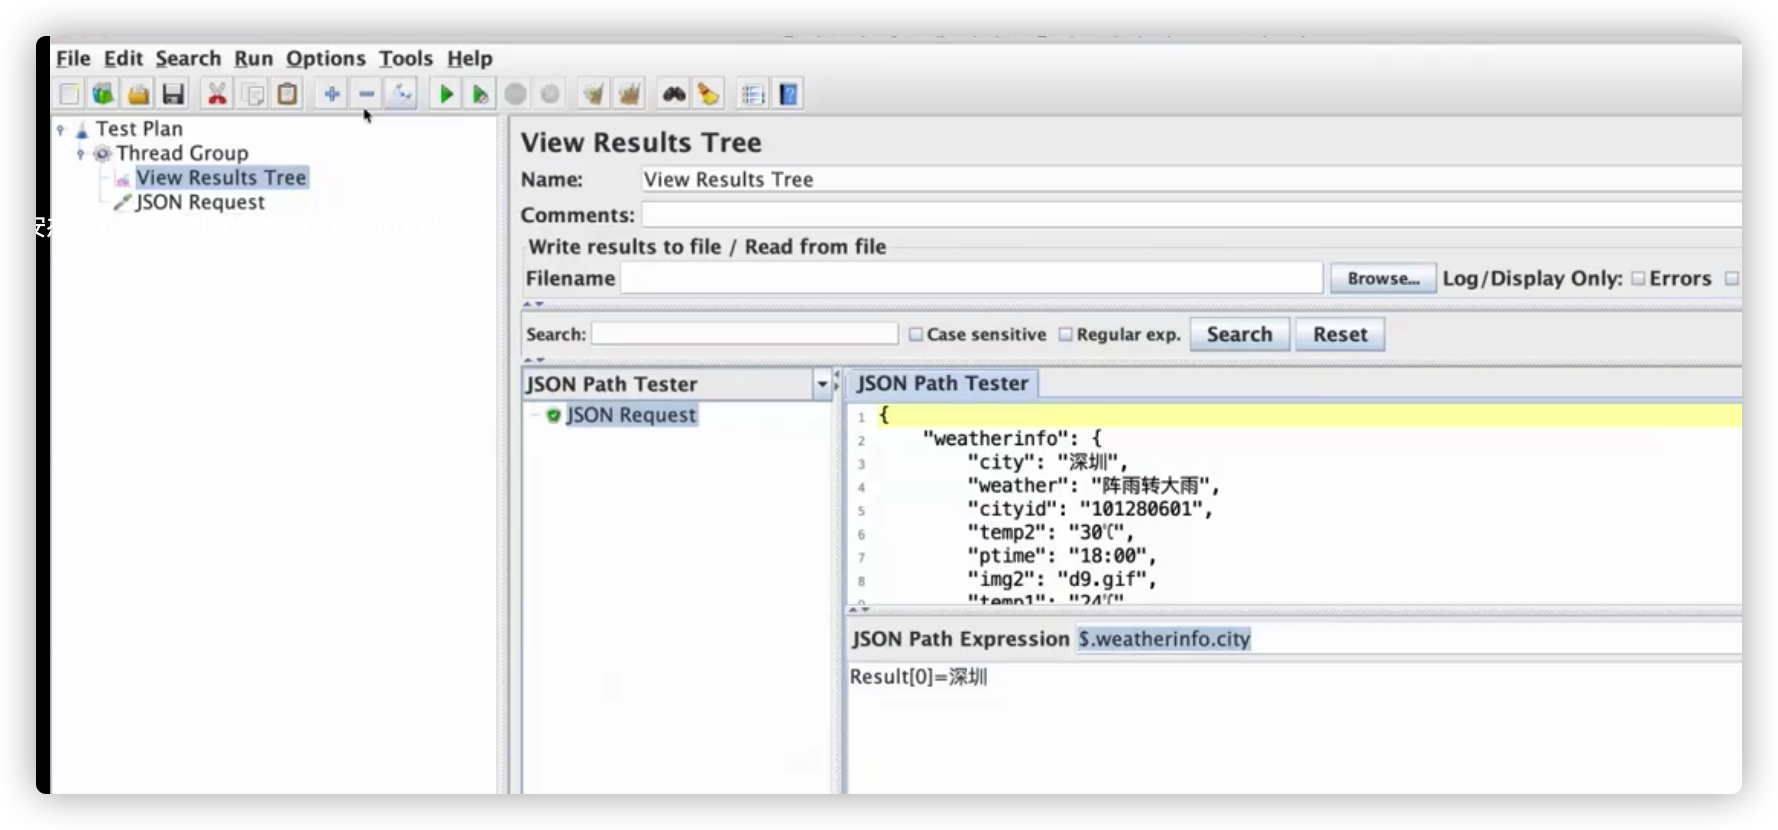 File Edit Search Run Options Tools Help
Test Plan
Thread Group
View Results Tree
JSON Request
View Results Tree
Name: View Results Tree
Comments:
Write results to file / Read from file
Filename Browse... Log/Display Only: Errors
Search: Case sensitive Regular exp. Search Reset
JSON Path Tester
JSON Request
JSON Path Tester
1 {
2 "weatherinfo": {
3 "city": "深圳",
4 "weather": "阵雨转大雨",
5 "cityid": "101280601",
6 "temp2": "30℃",
7 "ptime": "18:00",
8 "img2": "d9.gif",
9 "temp1": "24℃"
JSON Path Expression $.weatherinfo.city
Result[0]=深圳